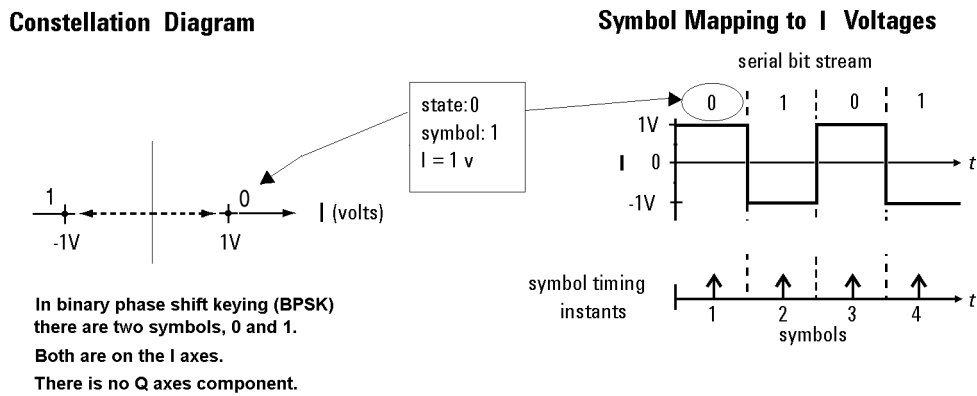 Constellation Diagram
Symbol Mapping to I Voltages
serial bit stream
0 1 0 1
state: 0
symbol: 1
I = 1 v
1V
I 0
-1V
t
1 0
I (volts)
-1V 1V
symbol timing
instants
t
1 2 3 4
symbols
In binary phase shift keying (BPSK)
there are two symbols, 0 and 1.
Both are on the I axes.
There is no Q axes component.